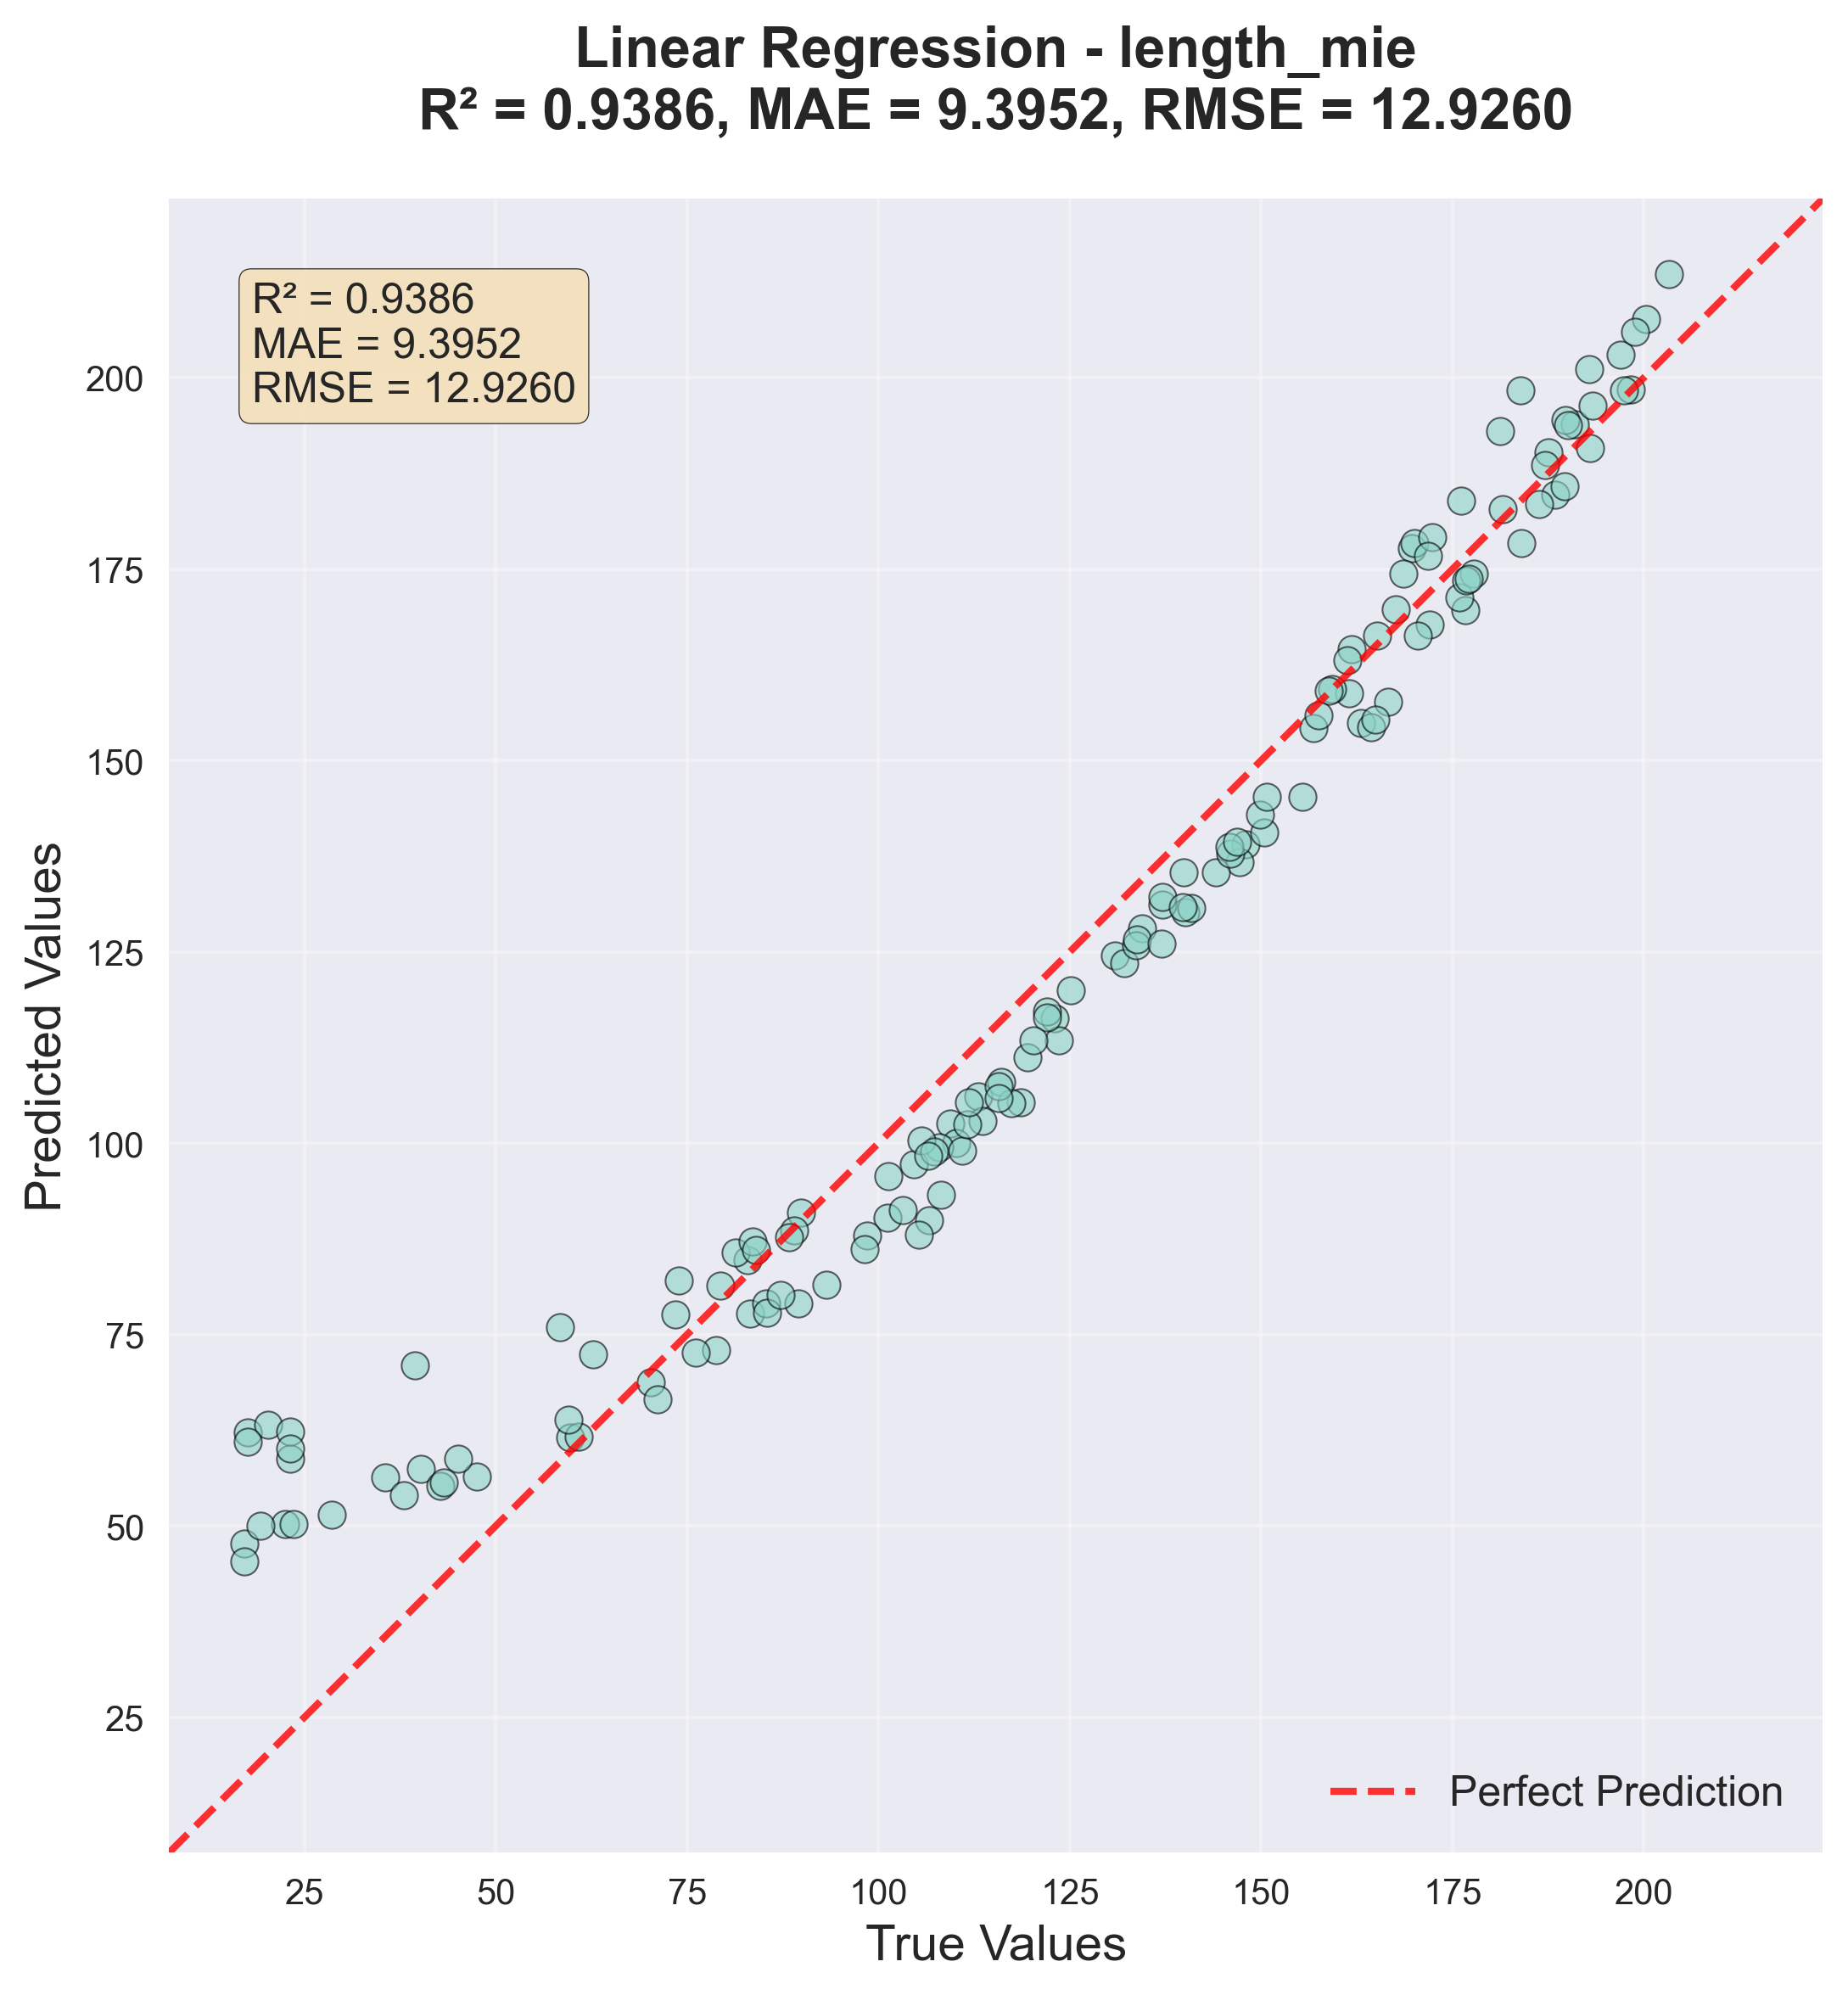 Linear Regression - length_mie
R² = 0.9386, MAE = 9.3952, RMSE = 12.9260
R² = 0.9386
MAE = 9.3952
RMSE = 12.9260
Predicted Values
200
175
150
125
100
75
50
25
Perfect Prediction
25 50 75 100 125 150 175 200
True Values